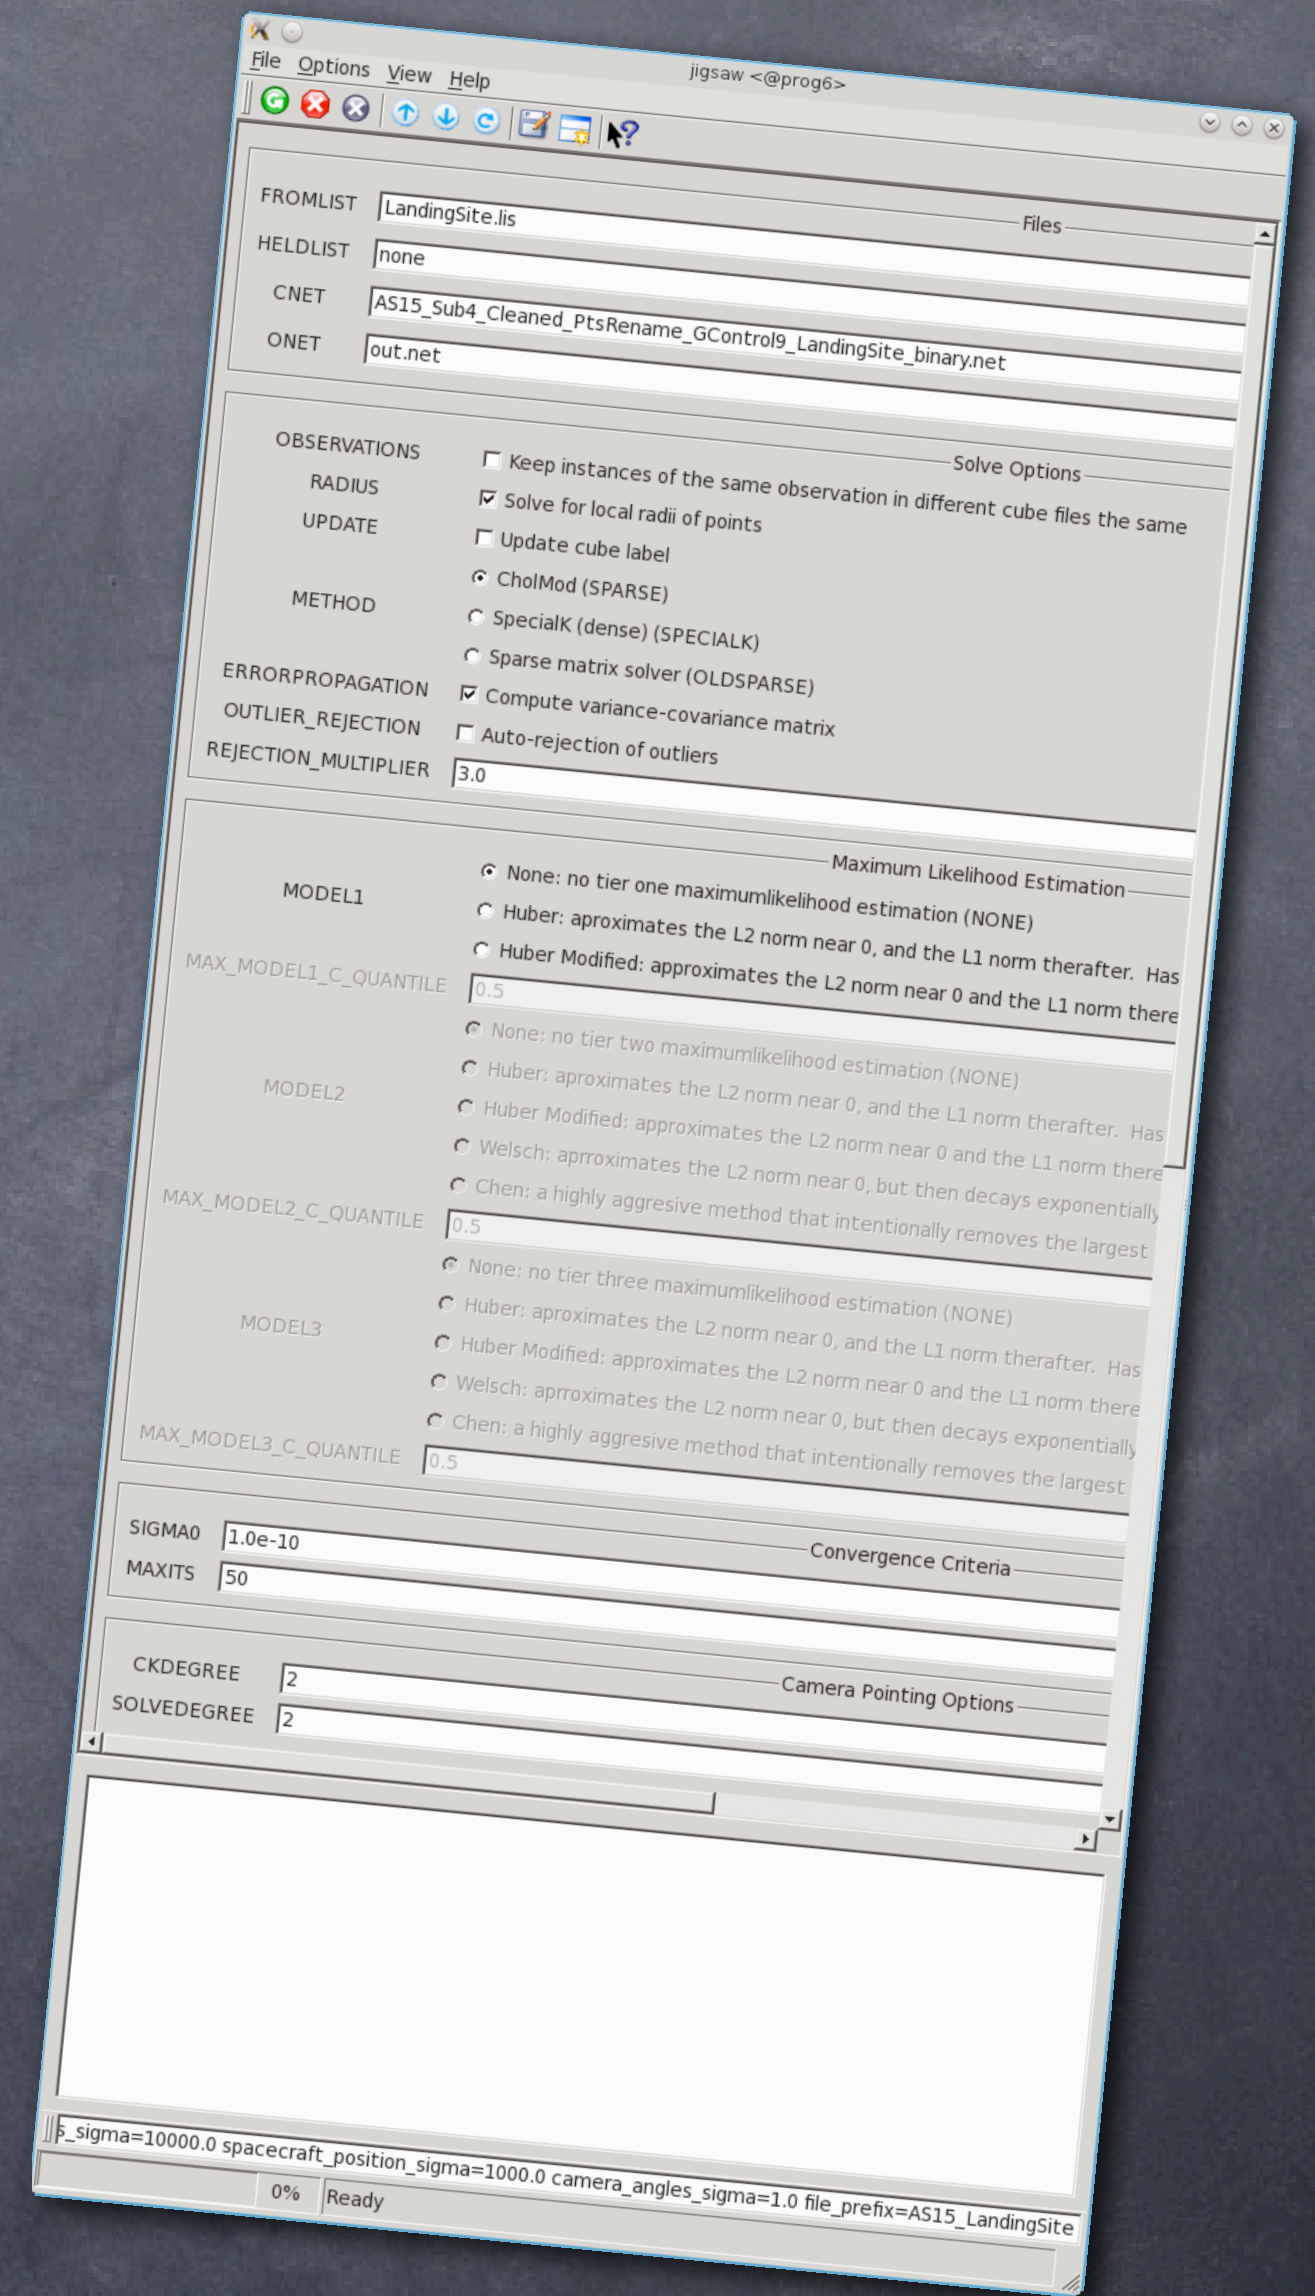 jigsaw <@prog6>
File Options View Help
Files
FROMLIST LandingSite.lis
HELDLIST none
CNET AS15_Sub4_Cleaned_PtsRename_GControl9_LandingSite_binary.net
ONET out.net
Solve Options
OBSERVATIONS Keep instances of the same observation in different cube files the same
RADIUS Solve for local radii of points
UPDATE Update cube label
METHOD CholMod (SPARSE)
SpecialK (dense) (SPECIALK)
Sparse matrix solver (OLDSPARSE)
ERRORPROPAGATION Compute variance-covariance matrix
OUTLIER_REJECTION Auto-rejection of outliers
REJECTION_MULTIPLIER 3.0
Maximum Likelihood Estimation
MODEL1 None: no tier one maximumlikelihood estimation (NONE)
Huber: aproximates the L2 norm near 0, and the L1 norm therafter. Has
Huber Modified: approximates the L2 norm near 0 and the L1 norm there
MAX_MODEL1_C_QUANTILE 0.5
MODEL2 None: no tier two maximumlikelihood estimation (NONE)
Huber: aproximates the L2 norm near 0, and the L1 norm therafter. Has
Huber Modified: approximates the L2 norm near 0 and the L1 norm there
Welsch: aprroximates the L2 norm near 0, but then decays exponentially
Chen: a highly aggresive method that intentionally removes the largest
MAX_MODEL2_C_QUANTILE 0.5
MODEL3 None: no tier three maximumlikelihood estimation (NONE)
Huber: aproximates the L2 norm near 0, and the L1 norm therafter. Has
Huber Modified: approximates the L2 norm near 0 and the L1 norm there
Welsch: aprroximates the L2 norm near 0, but then decays exponentially
Chen: a highly aggresive method that intentionally removes the largest
MAX_MODEL3_C_QUANTILE 0.5
Convergence Criteria
SIGMA0 1.0e-10
MAXITS 50
Camera Pointing Options
CKDEGREE 2
SOLVEDEGREE 2
s_sigma=10000.0 spacecraft_position_sigma=1000.0 camera_angles_sigma=1.0 file_prefix=AS15_LandingSite
0% Ready